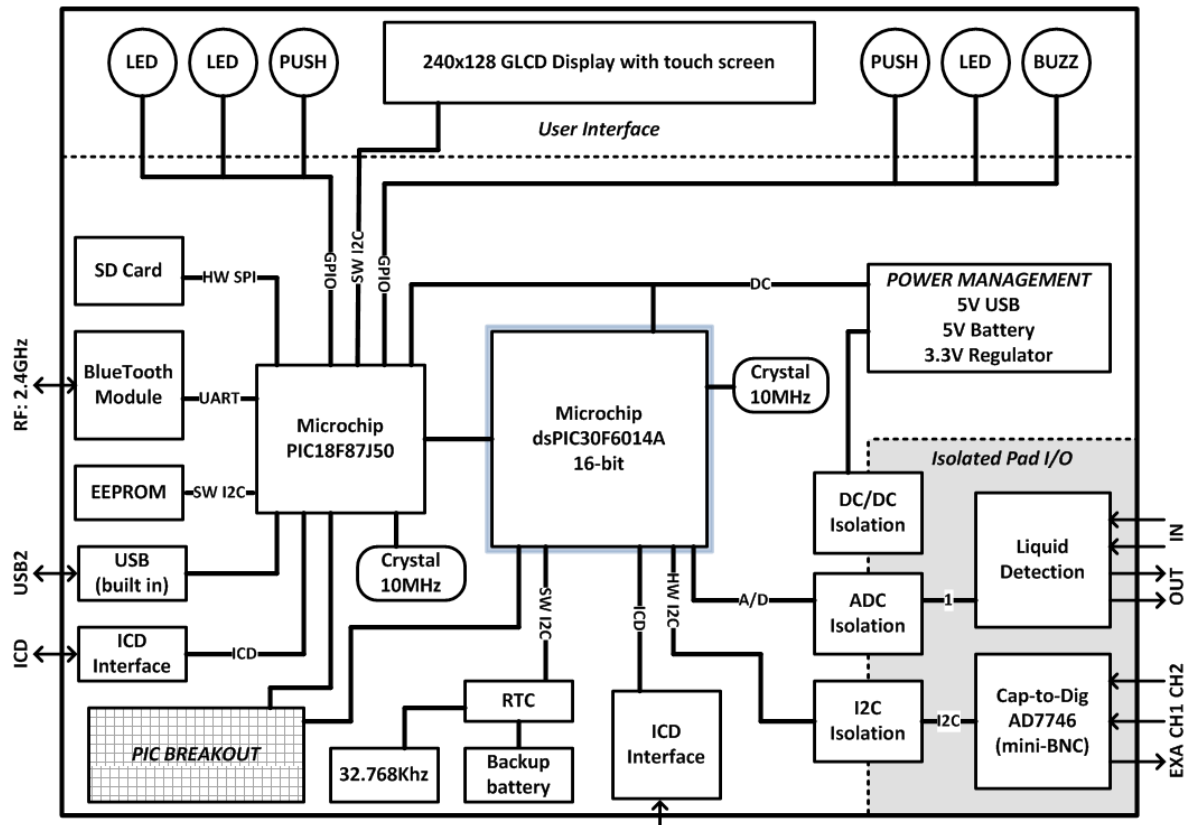 LED
LED
PUSH
240x128 GLCD Display with touch screen
PUSH
LED
BUZZ
User Interface
SD Card
HW SPI
GPIO
SW I2C
GPIO
DC
POWER MANAGEMENT
5V USB
5V Battery
3.3V Regulator
RF: 2.4GHz
BlueTooth
Module
UART
Microchip
PIC18F87J50
Microchip
dsPIC30F6014A
16-bit
Crystal
10MHz
EEPROM
SW I2C
Isolated Pad I/O
DC/DC
Isolation
Liquid
Detection
IN
OUT
USB2
USB
(built in)
Crystal
10MHz
SW I2C
ICD
HW I2C
A/D
ADC
Isolation
1
ICD
ICD
Interface
ICD
PIC BREAKOUT
RTC
32.768Khz
Backup
battery
ICD
Interface
I2C
Isolation
I2C
Cap-to-Dig
AD7746
(mini-BNC)
EXA CH1 CH2